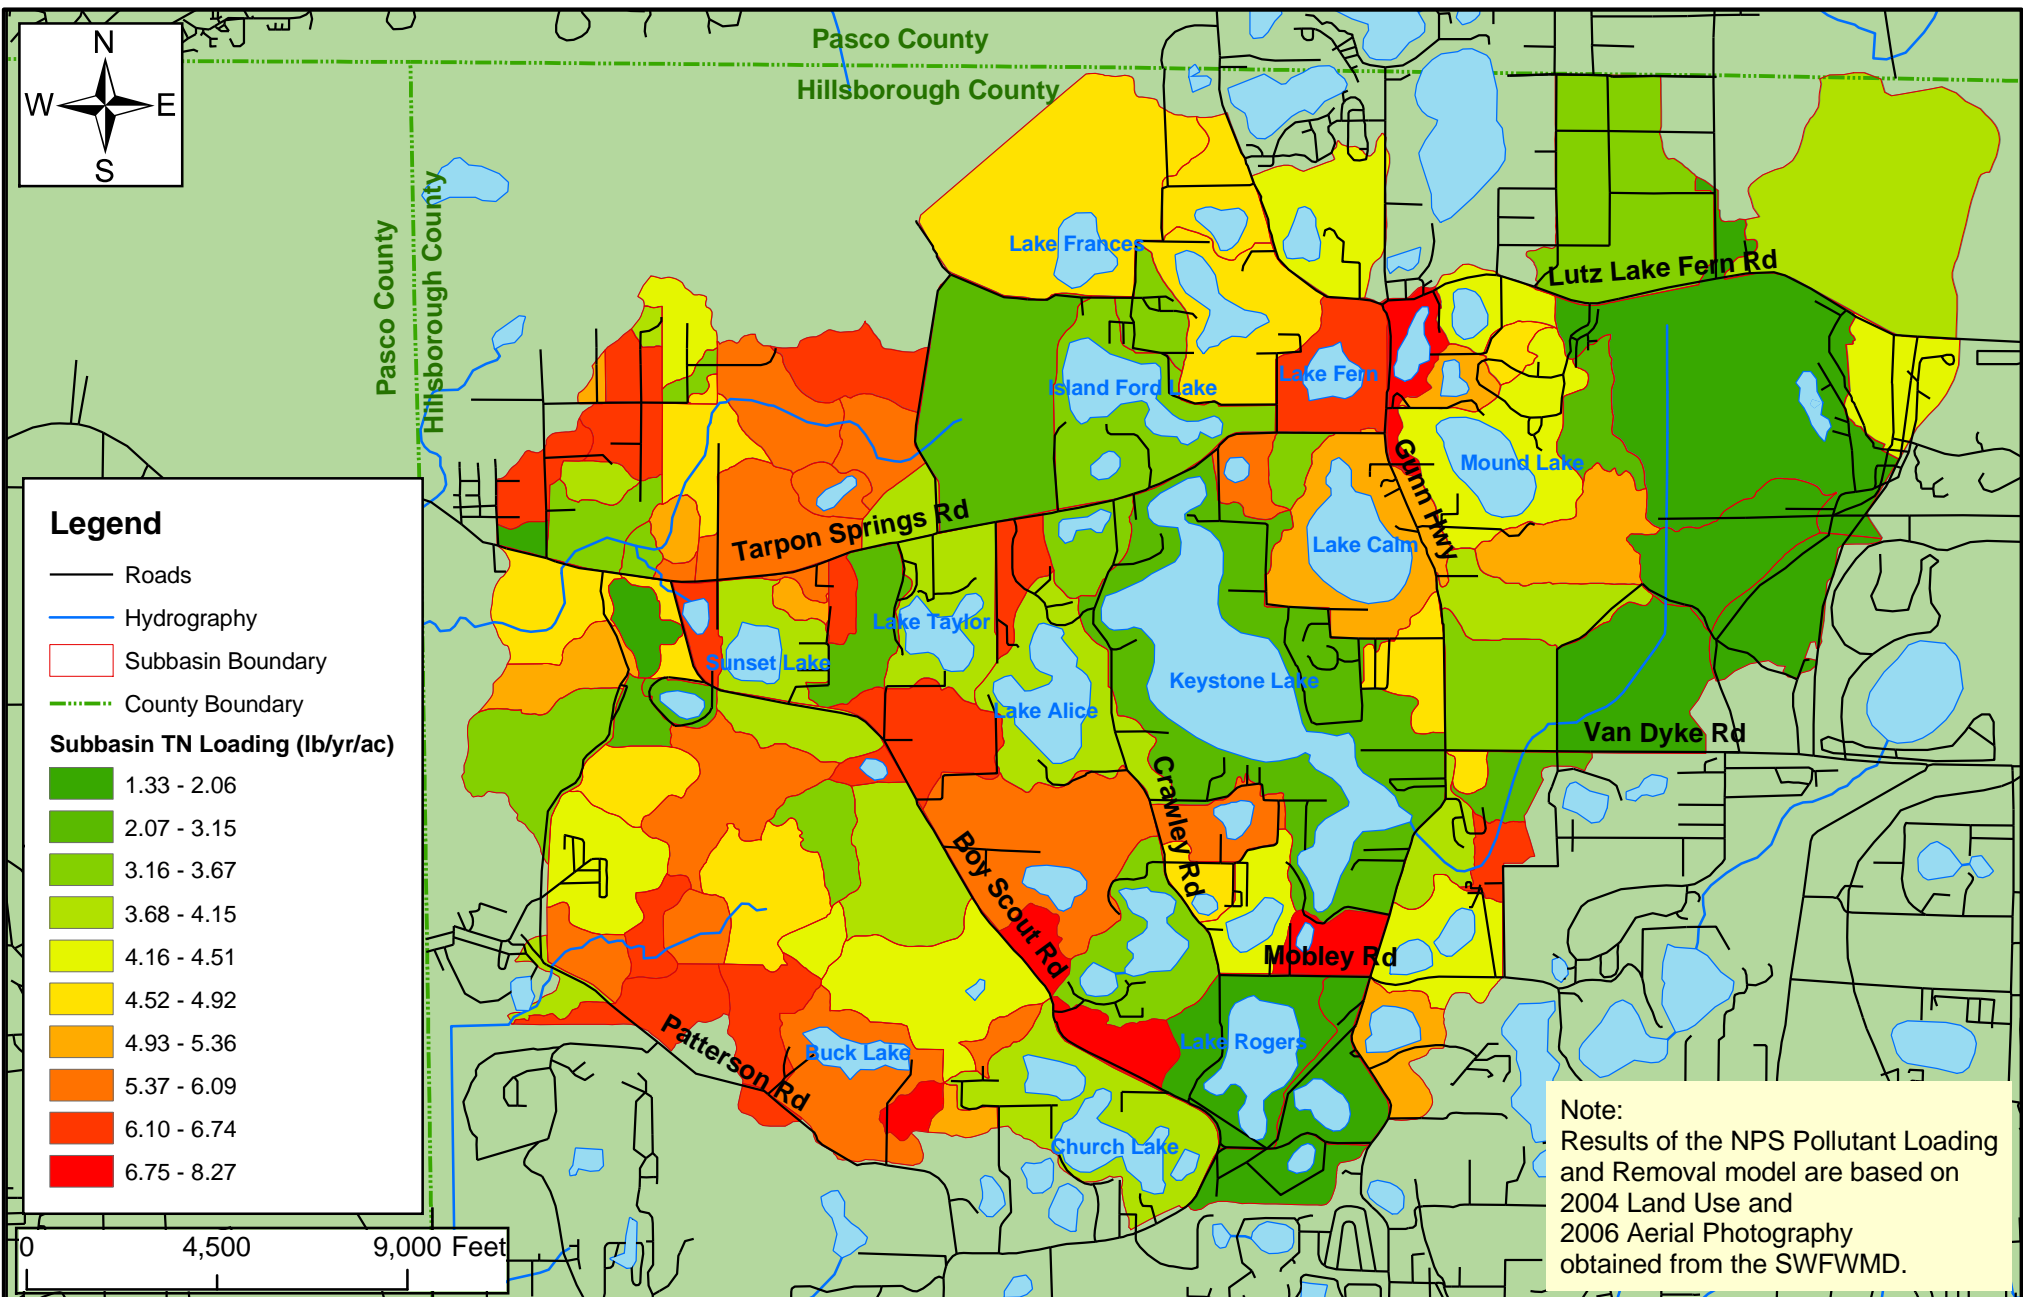 N
W E
S
Pasco County
Hillsborough County
Pasco County
Hillsborough County
Lake Frances
Lutz Lake Fern Rd
Island Ford Lake
Lake Fern
Gunn Hwy
Mound Lake
Tarpon Springs Rd
Lake Calm
Lake Taylor
Sunset Lake
Keystone Lake
Lake Alice
Van Dyke Rd
Crawley Rd
Boy Scout Rd
Mobley Rd
Patterson Rd
Buck Lake
Lake Rogers
Church Lake
Legend
Roads
Hydrography
Subbasin Boundary
County Boundary
Subbasin TN Loading (lb/yr/ac)
1.33 - 2.06
2.07 - 3.15
3.16 - 3.67
3.68 - 4.15
4.16 - 4.51
4.52 - 4.92
4.93 - 5.36
5.37 - 6.09
6.10 - 6.74
6.75 - 8.27
0 4,500 9,000 Feet
Note:
Results of the NPS Pollutant Loading
and Removal model are based on
2004 Land Use and
2006 Aerial Photography
obtained from the SWFWMD.